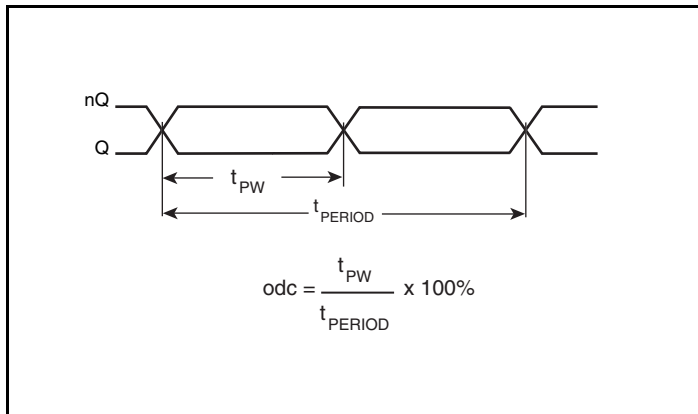 nQ
Q
tPW
tPERIOD
odc = tPW / tPERIOD x 100%